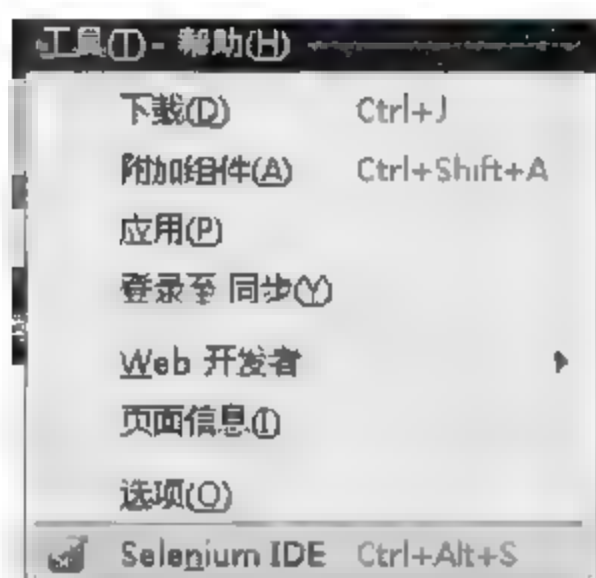 工具(T) - 帮助(H)
下载(D) Ctrl+J
附加组件(A) Ctrl+Shift+A
应用(P)
登录至 同步(Y)
Web 开发者
页面信息(I)
选项(O)
Selenium IDE Ctrl+Alt+S